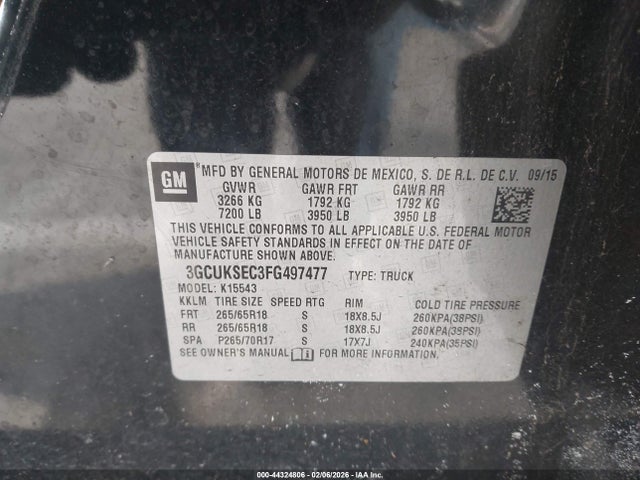 GM
® MFD BY GENERAL MOTORS DE MEXICO, S. DE R.L. DE C.V. 09/15
GVWR GAWR FRT GAWR RR
3266 KG 1792 KG 1792 KG
7200 LB 3950 LB 3950 LB
THIS VEHICLE CONFORMS TO ALL APPLICABLE U.S. FEDERAL MOTOR
VEHICLE SAFETY STANDARDS IN EFFECT ON THE DATE OF
MANUFACTURE SHOWN ABOVE.
3GCUKSEC3FG497477 TYPE: TRUCK
MODEL: K15543
KKLM TIRE SIZE SPEED RTG RIM COLD TIRE PRESSURE
FRT 265/65R18 S 18X8.5J 260KPA(38PSI)
RR 265/65R18 S 18X8.5J 260KPA(38PSI)
SPA P265/70R17 S 17X7J 240KPA(35PSI)
SEE OWNER'S MANUAL FOR MORE INFORMATION
000-44324806 - 02/06/2026 - IAAI.COM